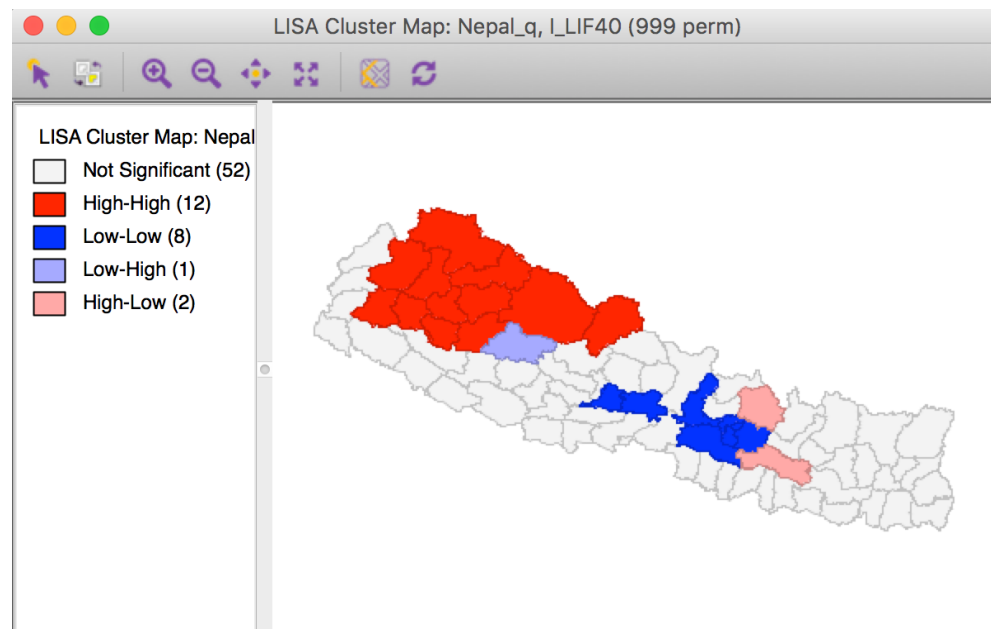 LISA Cluster Map: Nepal_q, I_LIF40 (999 perm)
LISA Cluster Map: Nepal
Not Significant (52)
High-High (12)
Low-Low (8)
Low-High (1)
High-Low (2)